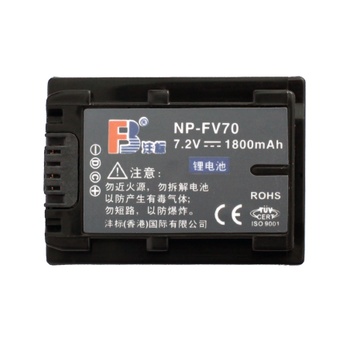 FB 沣标
NP-FV70
7.2V ⎓ 1800mAh
锂电池
⚠注意：
勿近火源，勿拆解电池
以防产生有毒气体！
勿短路，以防爆炸。
沣标(香港)国际有限公司
ROHS
TÜV
CERT
ISO 9001